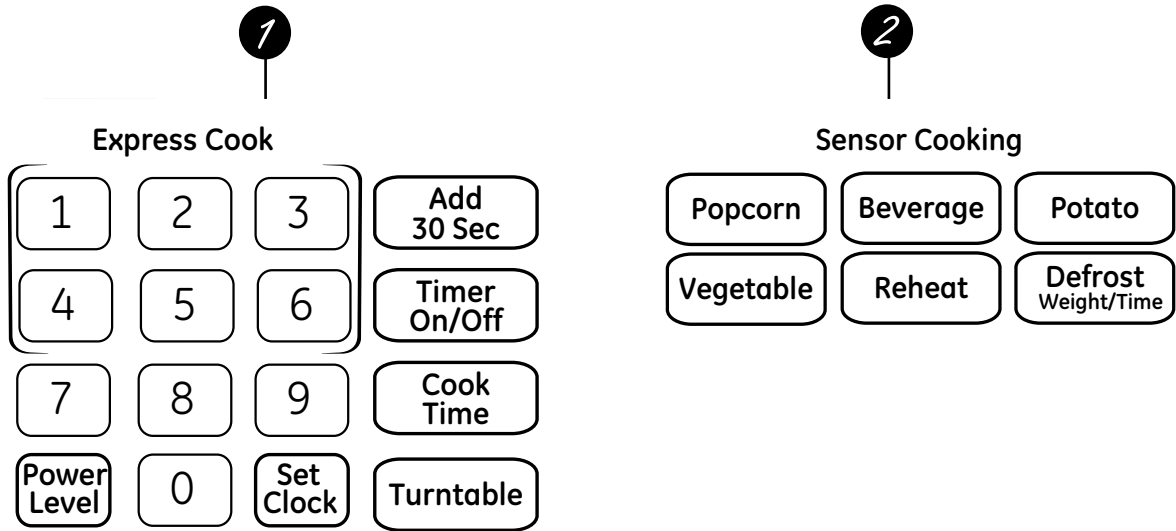 1
2
Express Cook
1 2 3
Add
30 Sec
4 5 6
Timer
On/Off
7 8 9
Cook
Time
Power
Level
0
Set
Clock
Turntable
Sensor Cooking
Popcorn
Beverage
Potato
Vegetable
Reheat
Defrost
Weight/Time